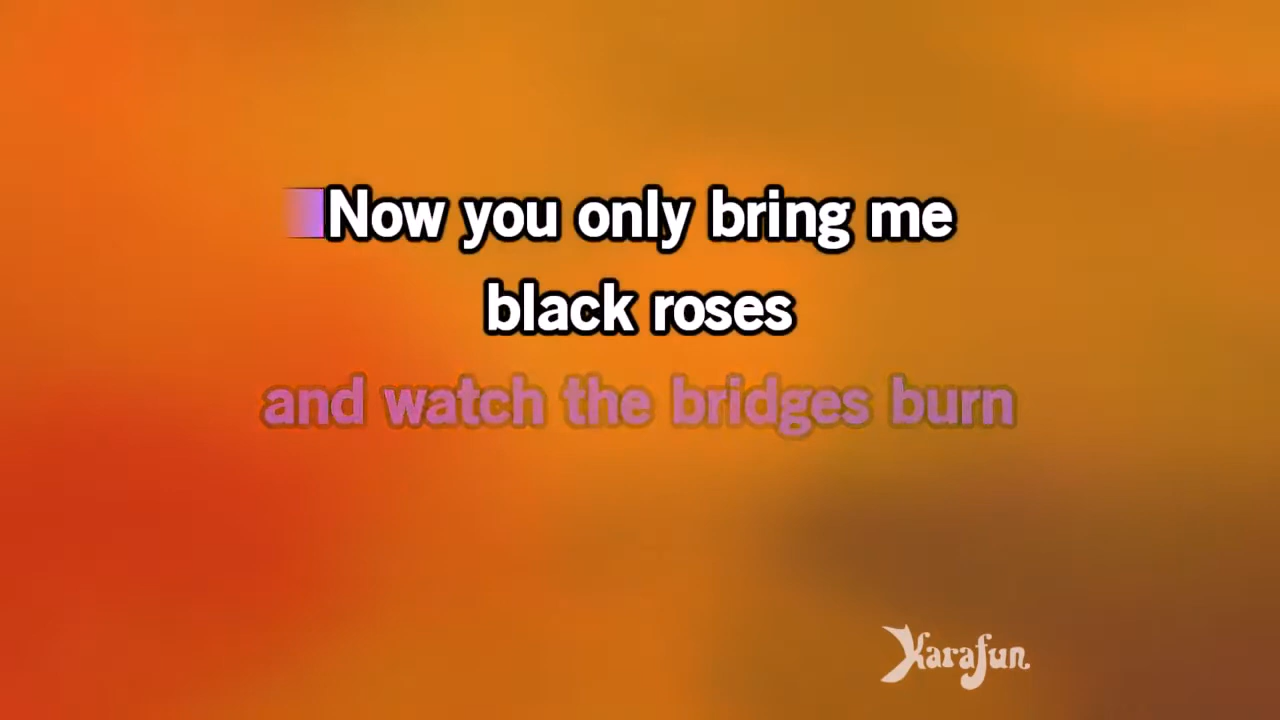 Now you only bring me
black roses
and watch the bridges burn
Karafun